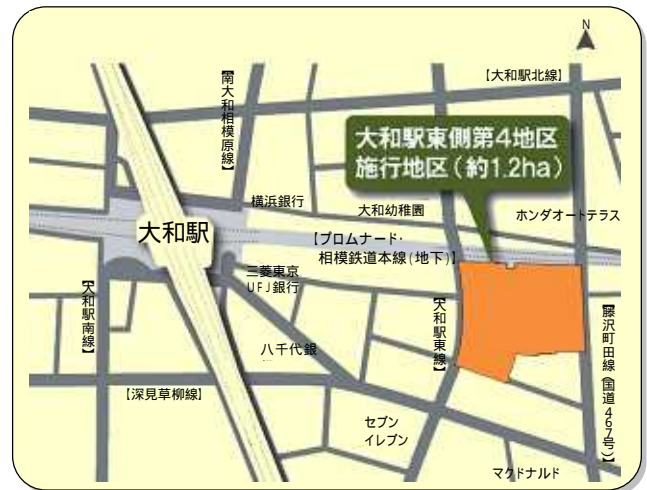 N
【大和駅北線】
【南大和相模原線】
大和駅東側第4地区
施行地区(約1.2ha)
横浜銀行
大和幼稚園
ホンダオートテラス
大和駅
【プロムナード・
相模鉄道本線(地下)】
三菱東京
UFJ銀行
【大和駅南線】
【大和駅東線】
【藤沢町田線(国道467号)】
八千代銀
【深見草柳線】
セブン
イレブン
マクドナルド